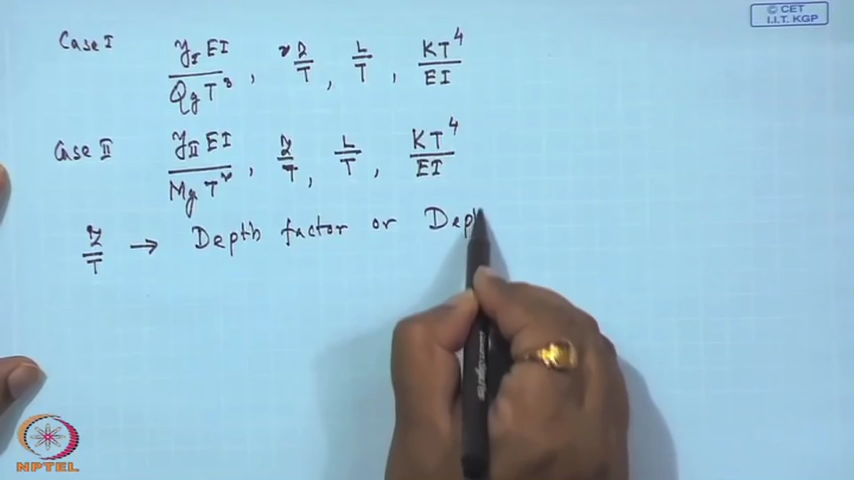 © CET
I.I.T. KGP
Case I y_I EI / Q_g T³ , Z/T , L/T , KT⁴/EI
Case II y_II EI / M_g T² , Z/T , L/T , KT⁴/EI
Z/T → Depth factor or Dep
NPTEL